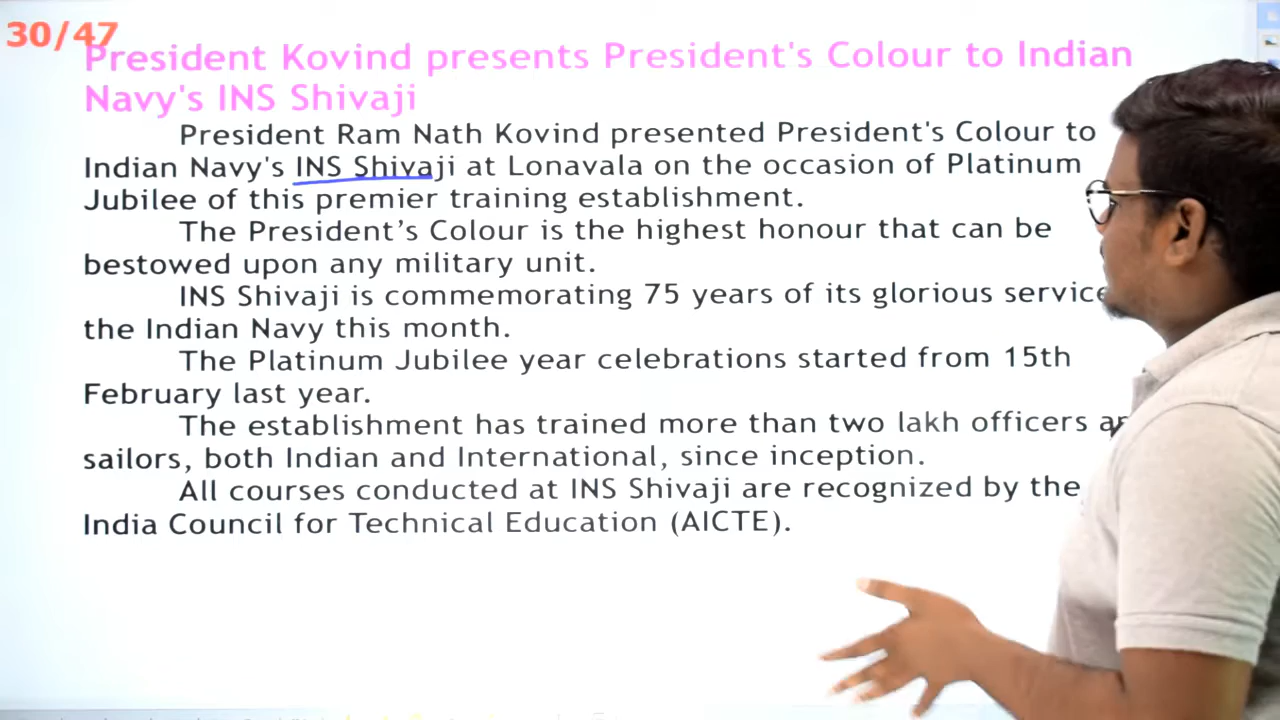 30/47
President Kovind presents President's Colour to Indian
Navy's INS Shivaji
President Ram Nath Kovind presented President's Colour to
Indian Navy's INS Shivaji at Lonavala on the occasion of Platinum
Jubilee of this premier training establishment.
The President’s Colour is the highest honour that can be
bestowed upon any military unit.
INS Shivaji is commemorating 75 years of its glorious service
the Indian Navy this month.
The Platinum Jubilee year celebrations started from 15th
February last year.
The establishment has trained more than two lakh officers
sailors, both Indian and International, since inception.
All courses conducted at INS Shivaji are recognized by the
India Council for Technical Education (AICTE).